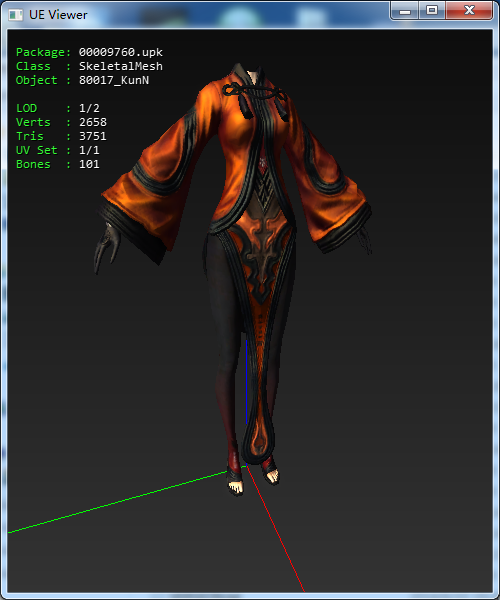 UE Viewer
Package: 00009760.upk
Class : SkeletalMesh
Object : 80017_KunN
LOD : 1/2
Verts : 2658
Tris : 3751
UV Set : 1/1
Bones : 101